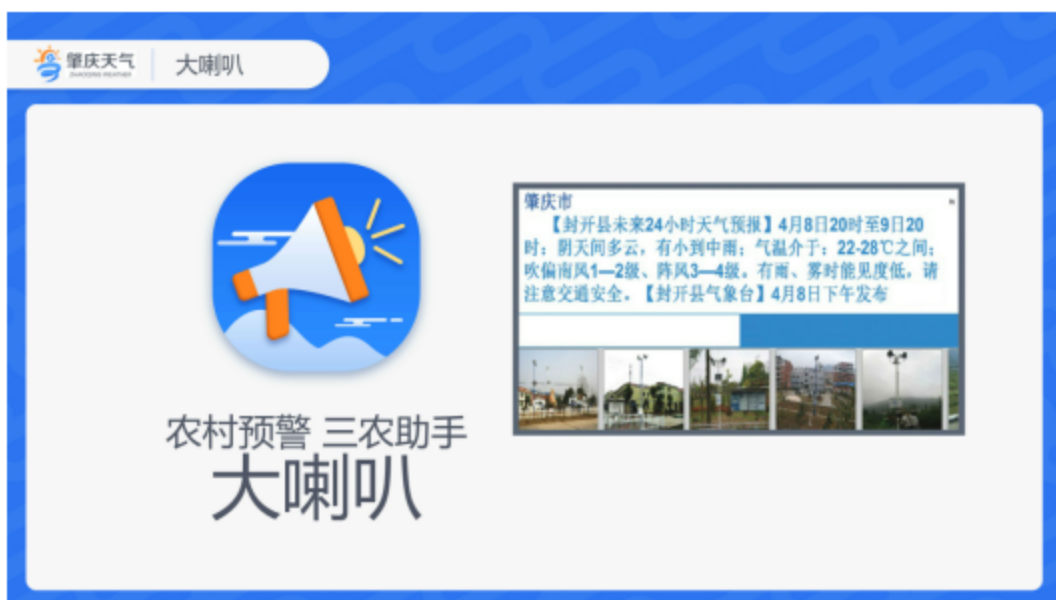 肇庆天气
ZHAOQING WEATHER
大喇叭
肇庆市
【封开县未来24小时天气预报】4月8日20时至9日20
时：阴天间多云，有小到中雨；气温介于：22-28℃之间；
吹偏南风1—2级、阵风3—4级。有雨、雾时能见度低，请
注意交通安全。【封开县气象台】4月8日下午发布
农村预警 三农助手
大喇叭